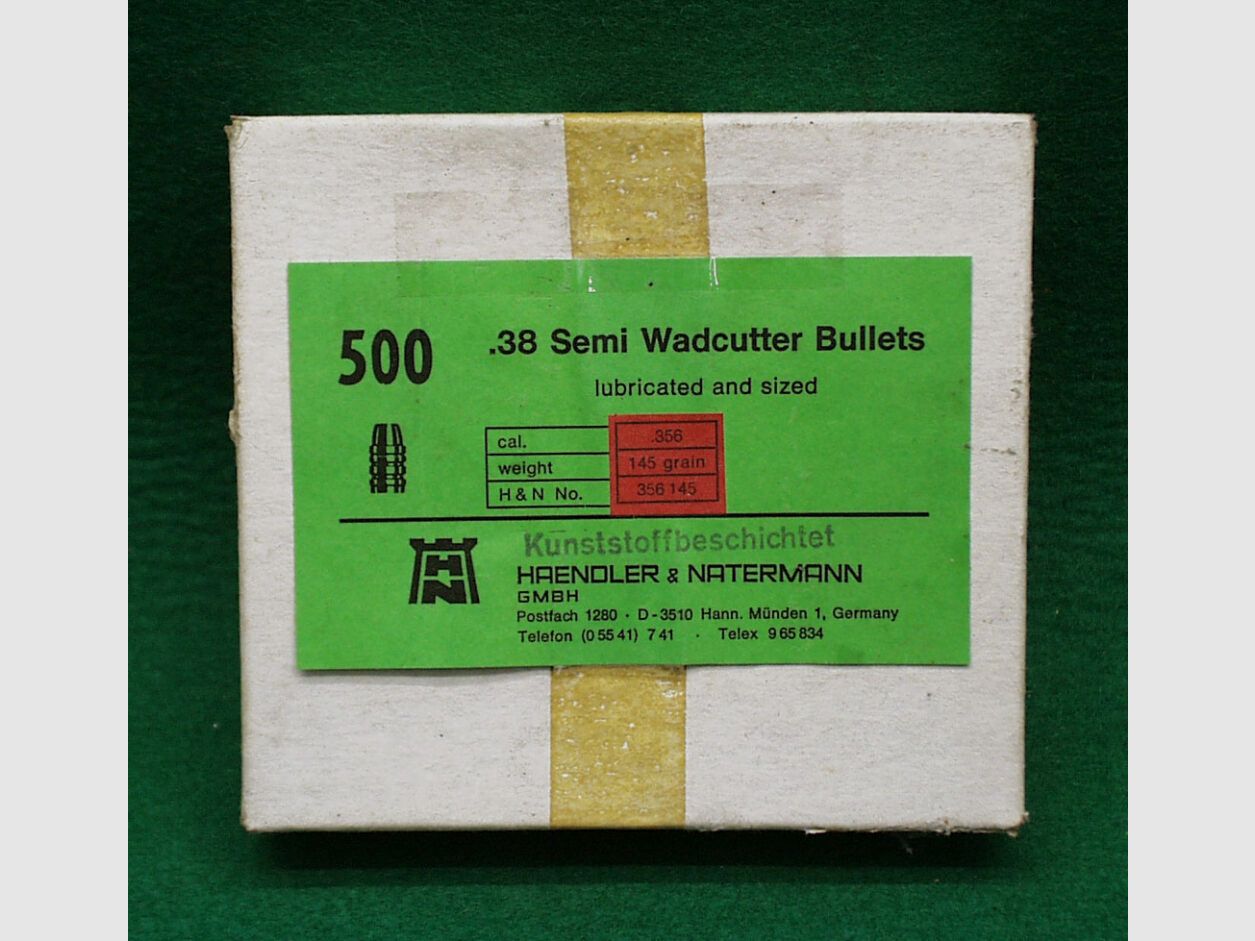 500
.38 Semi Wadcutter Bullets
lubricated and sized
cal. .356
weight 145 grain
H & N No. 356 145
Kunststoffbeschichtet
HN
HAENDLER & NATERMANN
GMBH
Postfach 1280 · D-3510 Hann. Münden 1, Germany
Telefon (0 55 41) 7 41 · Telex 9 65 834